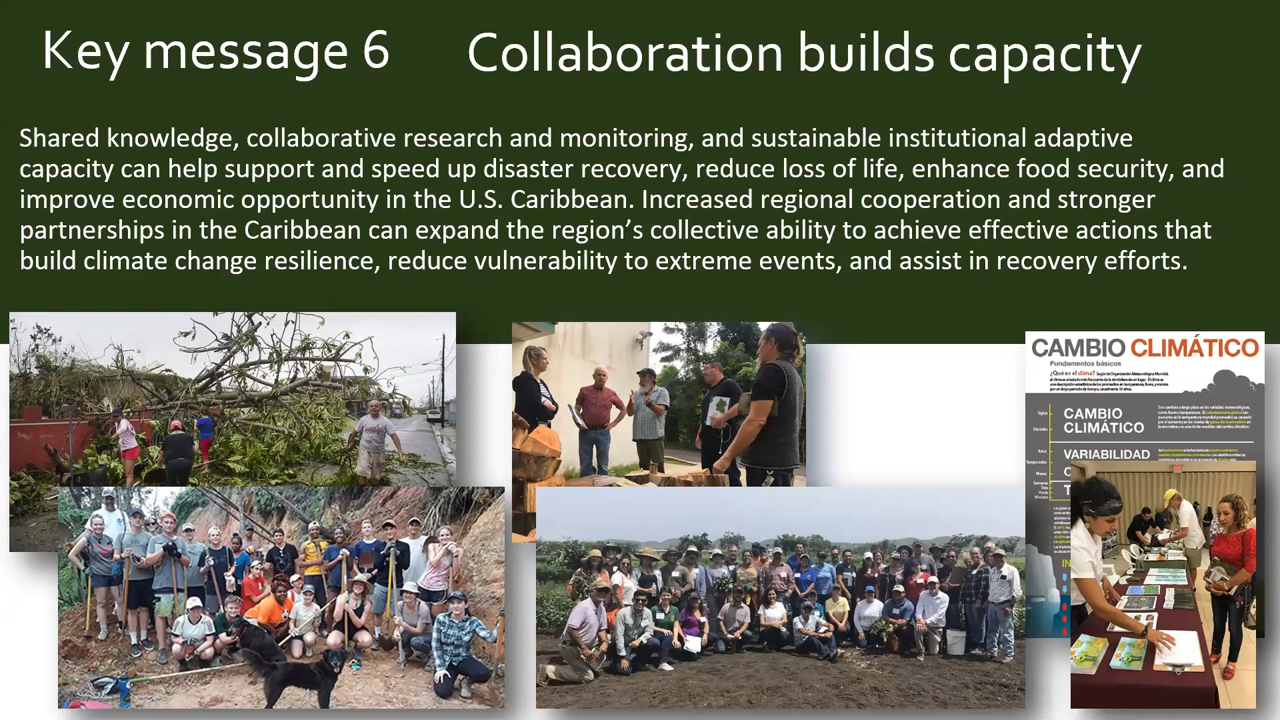 Key message 6 Collaboration builds capacity
Shared knowledge, collaborative research and monitoring, and sustainable institutional adaptive
capacity can help support and speed up disaster recovery, reduce loss of life, enhance food security, and
improve economic opportunity in the U.S. Caribbean. Increased regional cooperation and stronger
partnerships in the Caribbean can expand the region’s collective ability to achieve effective actions that
build climate change resilience, reduce vulnerability to extreme events, and assist in recovery efforts.
CAMBIO CLIMÁTICO
Fundamentos básicos
¿Qué es el clima?
CAMBIO
CLIMÁTICO
VARIABILIDAD